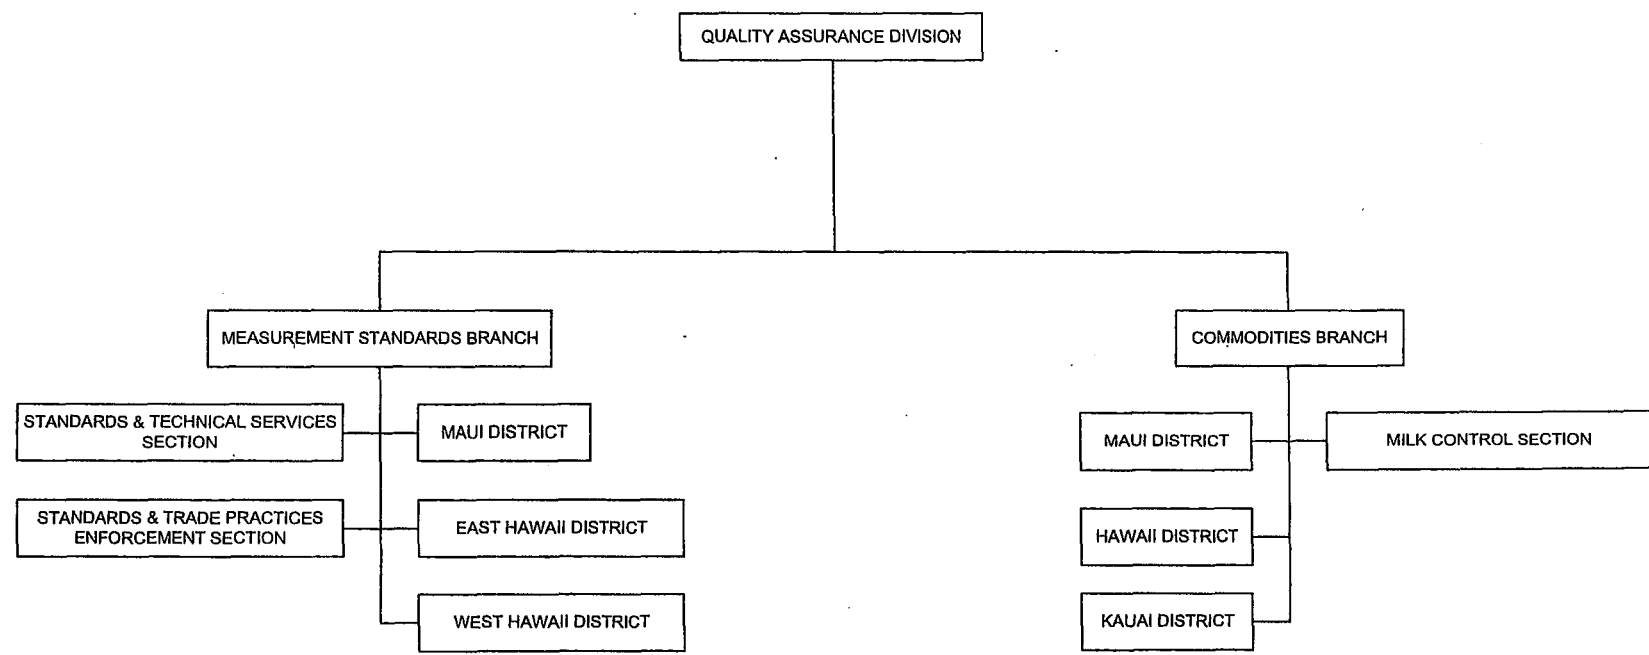 QUALITY ASSURANCE DIVISION
MEASUREMENT STANDARDS BRANCH
COMMODITIES BRANCH
STANDARDS & TECHNICAL SERVICES
SECTION
MAUI DISTRICT
MAUI DISTRICT
MILK CONTROL SECTION
STANDARDS & TRADE PRACTICES
ENFORCEMENT SECTION
EAST HAWAII DISTRICT
HAWAII DISTRICT
WEST HAWAII DISTRICT
KAUAI DISTRICT